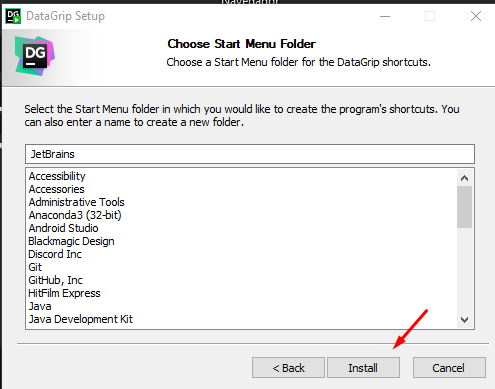 Navegador
DG
DataGrip Setup
DG
Choose Start Menu Folder
Choose a Start Menu folder for the DataGrip shortcuts.
Select the Start Menu folder in which you would like to create the program's shortcuts. You
can also enter a name to create a new folder.
JetBrains
Accessibility
Accessories
Administrative Tools
Anaconda3 (32-bit)
Android Studio
Blackmagic Design
Discord Inc
Git
GitHub, Inc
HitFilm Express
Java
Java Development Kit
< Back
Install
Cancel